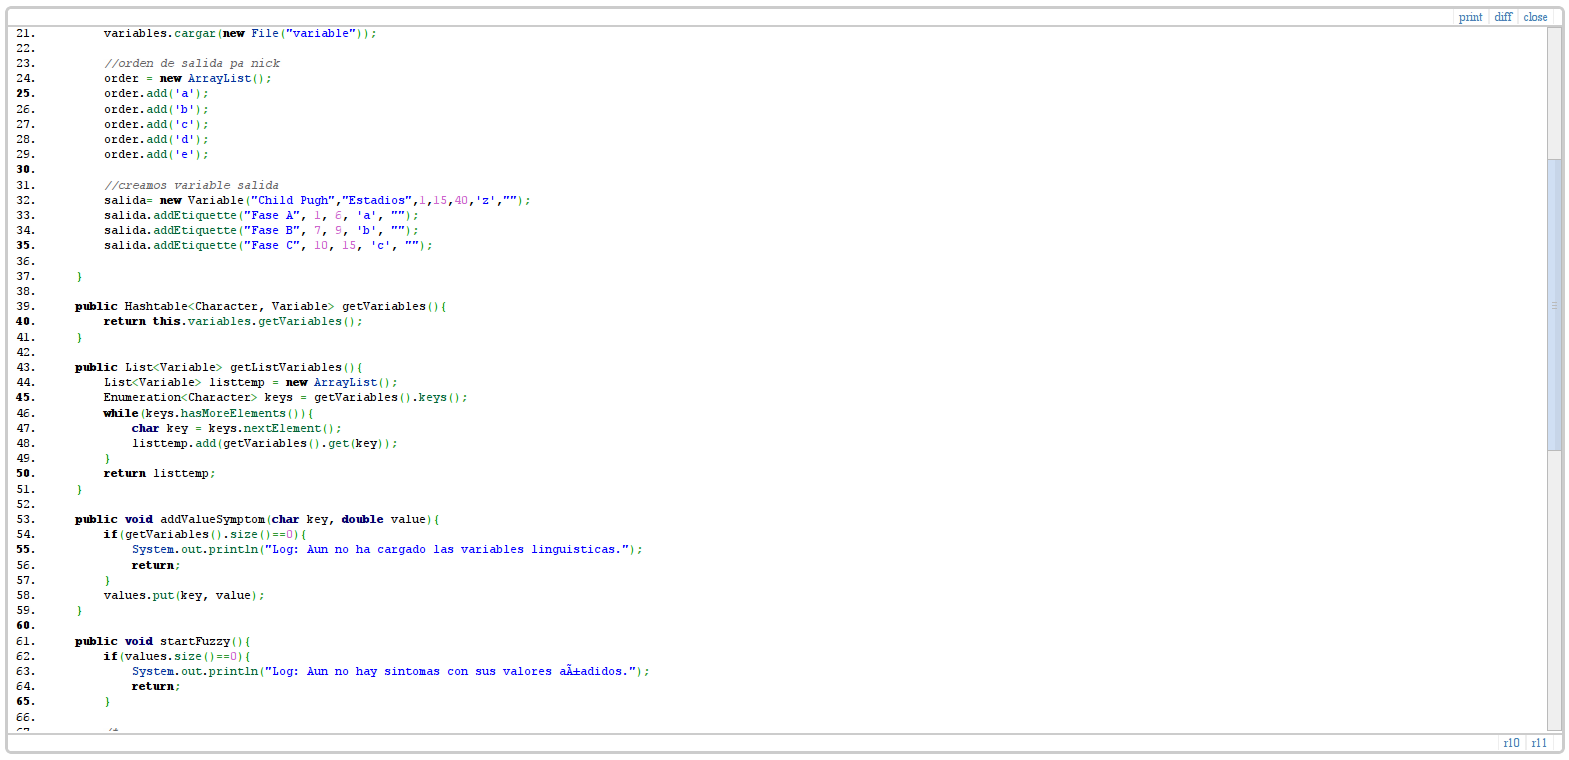 print diff close
21. variables.cargar(new File("variable"));
22.
23. //orden de salida pa nick
24. order = new ArrayList();
25. order.add('a');
26. order.add('b');
27. order.add('c');
28. order.add('d');
29. order.add('e');
30.
31. //creamos variable salida
32. salida= new Variable("Child Pugh","Estadios",1,15,40,'z',"");
33. salida.addEtiquette("Fase A", 1, 6, 'a', "");
34. salida.addEtiquette("Fase B", 7, 9, 'b', "");
35. salida.addEtiquette("Fase C", 10, 15, 'c', "");
36.
37. }
38.
39. public Hashtable<Character, Variable> getVariables(){
40. return this.variables.getVariables();
41. }
42.
43. public List<Variable> getListVariables(){
44. List<Variable> listtemp = new ArrayList();
45. Enumeration<Character> keys = getVariables().keys();
46. while(keys.hasMoreElements()){
47. char key = keys.nextElement();
48. listtemp.add(getVariables().get(key));
49. }
50. return listtemp;
51. }
52.
53. public void addValueSymptom(char key, double value){
54. if(getVariables().size()==0){
55. System.out.println("Log: Aun no ha cargado las variables linguisticas.");
56. return;
57. }
58. values.put(key, value);
59. }
60.
61. public void startFuzzy(){
62. if(values.size()==0){
63. System.out.println("Log: Aun no hay sintomas con sus valores aÃ±adidos.");
64. return;
65. }
66.
67. /*
r10 r11